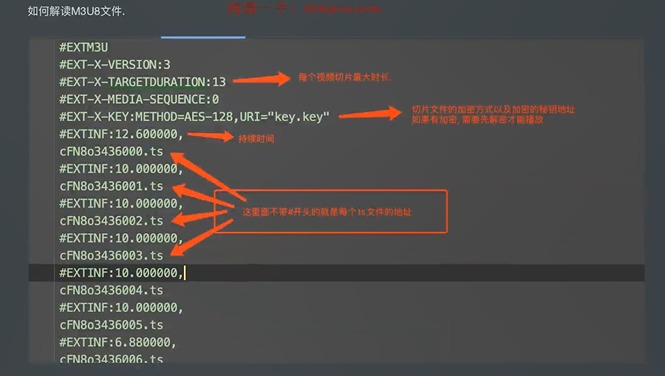 如何解读M3U8文件.
#EXTM3U
#EXT-X-VERSION:3
#EXT-X-TARGETDURATION:13
每个视频切片最大时长.
#EXT-X-MEDIA-SEQUENCE:0
#EXT-X-KEY:METHOD=AES-128,URI="key.key"
切片文件的加密方式以及加密的秘钥地址
如果有加密, 需要先解密才能播放
#EXTINF:12.600000,
持续时间
cFN8o3436000.ts
#EXTINF:10.000000,
cFN8o3436001.ts
#EXTINF:10.000000,
这里面不带#开头的就是每个ts文件的地址
cFN8o3436002.ts
#EXTINF:10.000000,
cFN8o3436003.ts
#EXTINF:10.000000,
cFN8o3436004.ts
#EXTINF:10.000000,
cFN8o3436005.ts
#EXTINF:6.880000,
cFN8o3436006.ts